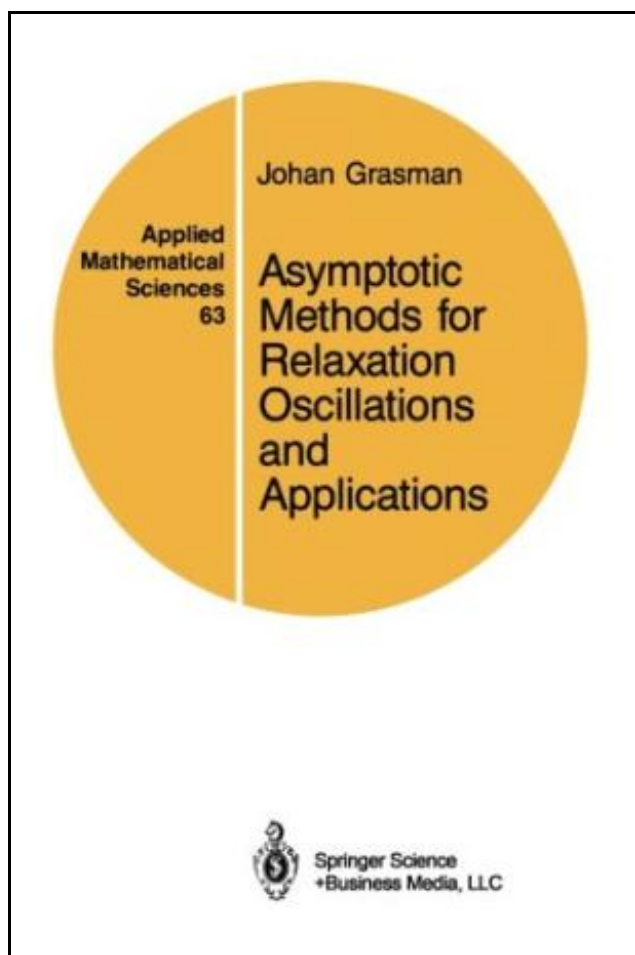 Johan Grasman
Applied
Mathematical
Sciences
63
Asymptotic
Methods for
Relaxation
Oscillations
and
Applications
Springer Science
+Business Media, LLC